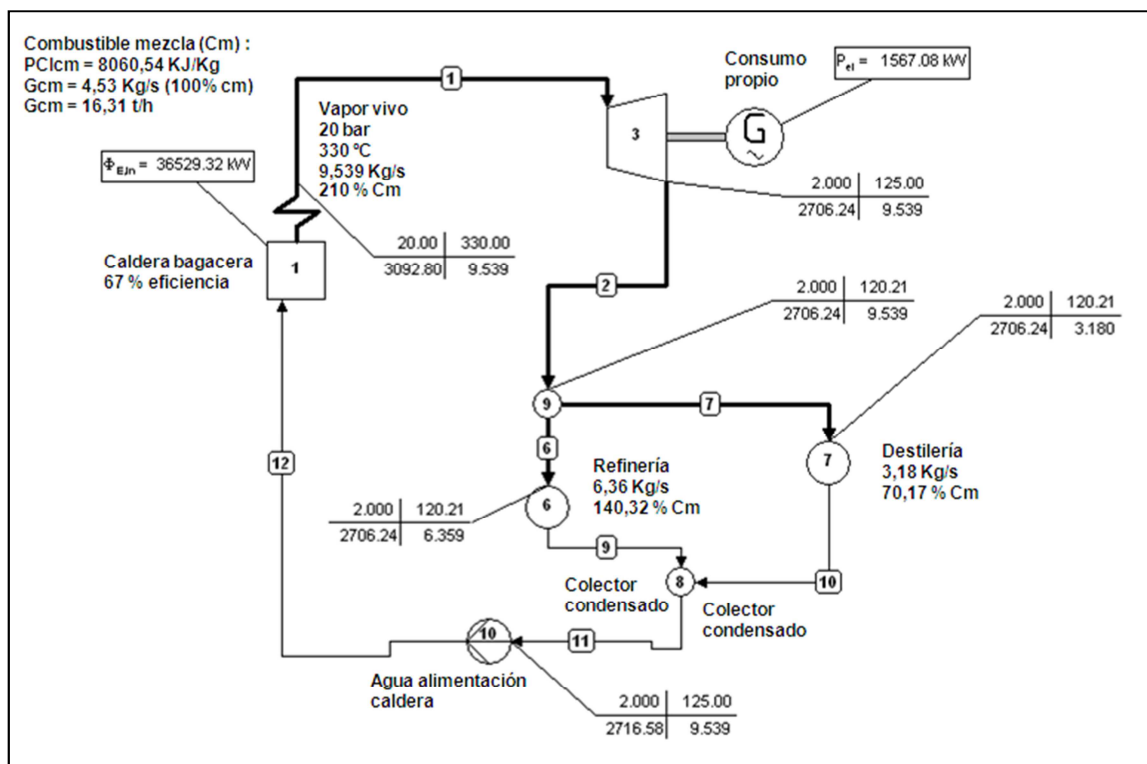 Combustible mezcla (Cm) :
PCIcm = 8060,54 KJ/Kg
Gcm = 4,53 Kg/s (100% cm)
Gcm = 16,31 t/h
Consumo
propio
P el = 1567.08 kW
1
G
3
Vapor vivo
20 bar
330 ºC
9,539 Kg/s
210 % Cm
Φ E,in = 36529.32 kW
2.000 125.00
2706.24 9.539
20.00 330.00
3092.80 9.539
Caldera bagacera
67 % eficiencia
1
2
2.000 120.21
2706.24 9.539
2.000 120.21
2706.24 3.180
9
7
12
6
Refinería
6,36 Kg/s
140,32 % Cm
7
Destilería
3,18 Kg/s
70,17 % Cm
2.000 120.21
2706.24 6.359
6
9
8
10
Colector
condensado
Colector
condensado
10
11
Agua alimentación
caldera
2.000 125.00
2716.58 9.539